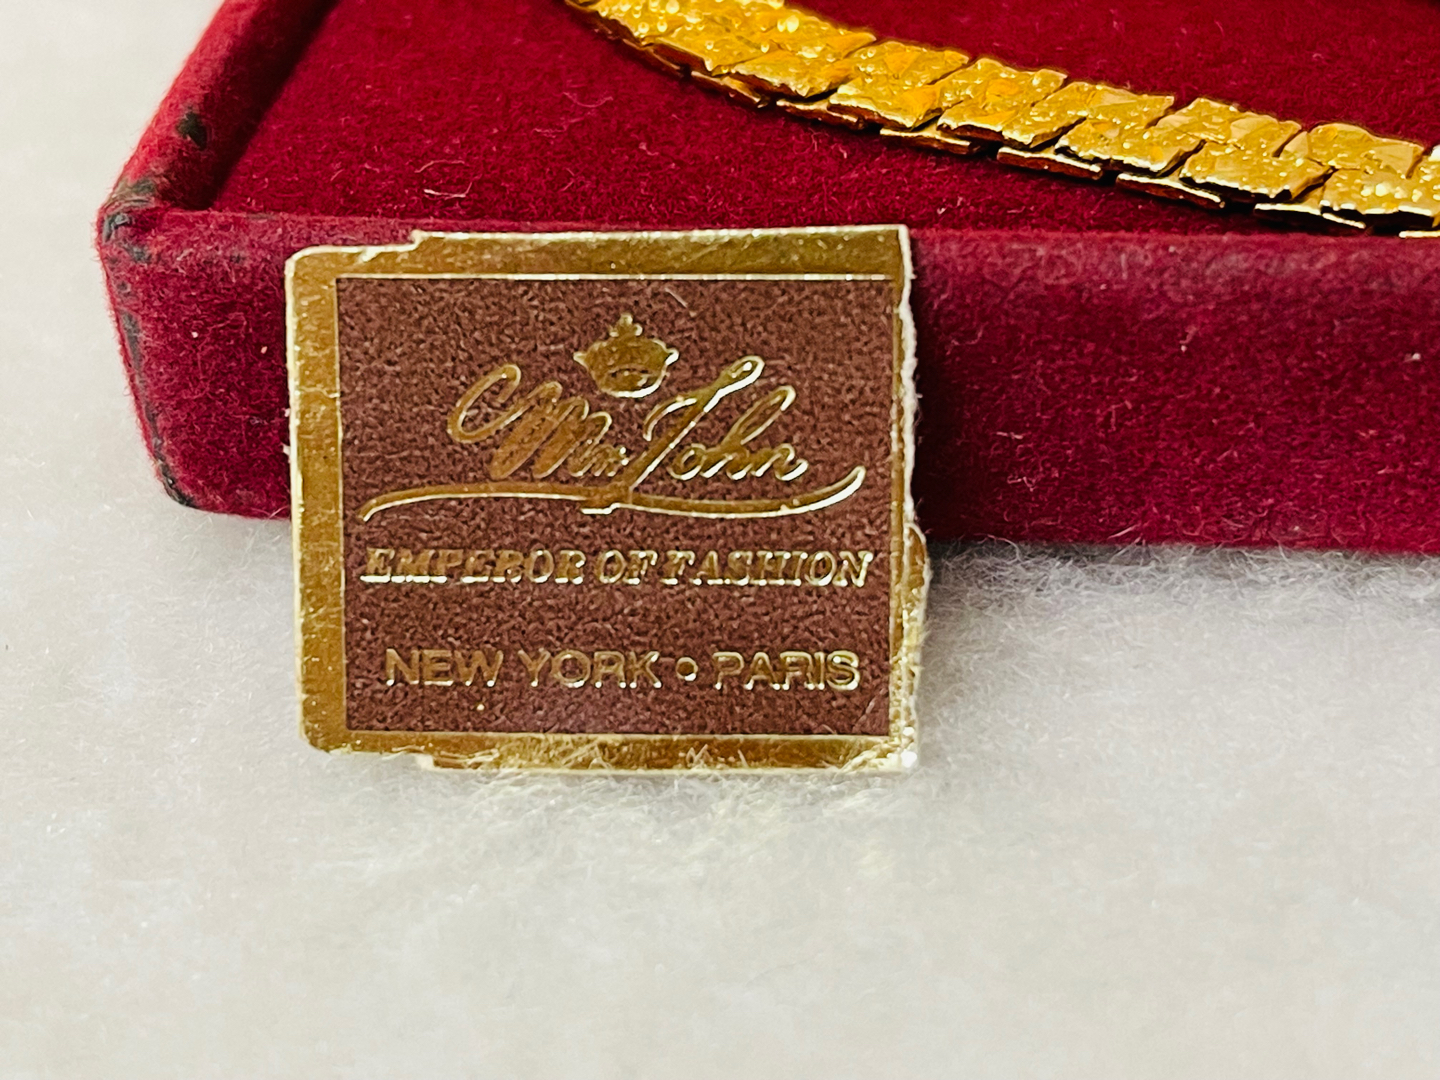 Mr. John
EMPEROR OF FASHION
NEW YORK • PARIS